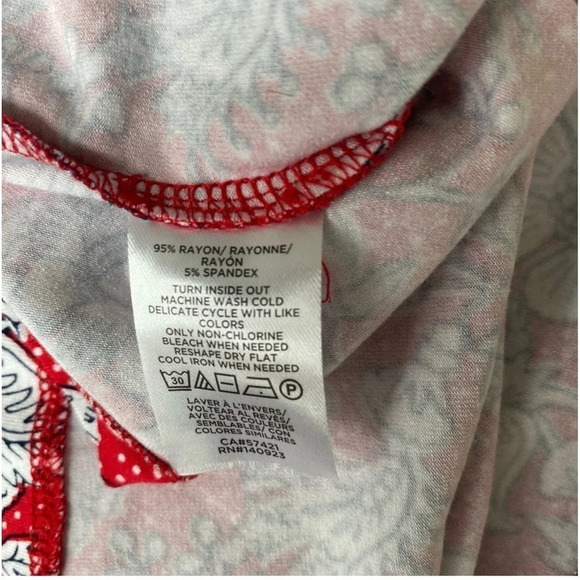 95% RAYON/ RAYONNE/
RAYÓN
5% SPANDEX
TURN INSIDE OUT
MACHINE WASH COLD
DELICATE CYCLE WITH LIKE
COLORS
ONLY NON-CHLORINE
BLEACH WHEN NEEDED
RESHAPE DRY FLAT
COOL IRON WHEN NEEDED
30 P
LAVER À L'ENVERS/
VOLTEAR AL REVÉS/
AVEC DES COULEURS
SEMBLABLES/ CON
COLORES SIMILARES
CA#57421
RN#140923